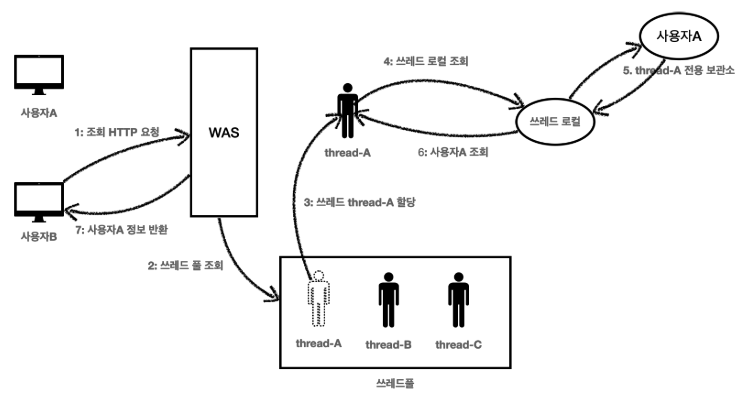 사용자A
4: 쓰레드 로컬 조회
5. thread-A 전용 보관소
사용자A
1: 조회 HTTP 요청
WAS
쓰레드 로컬
thread-A
6: 사용자A 조회
3: 쓰레드 thread-A 할당
사용자B
7: 사용자A 정보 반환
2: 쓰레드 풀 조회
thread-A
thread-B
thread-C
쓰레드풀